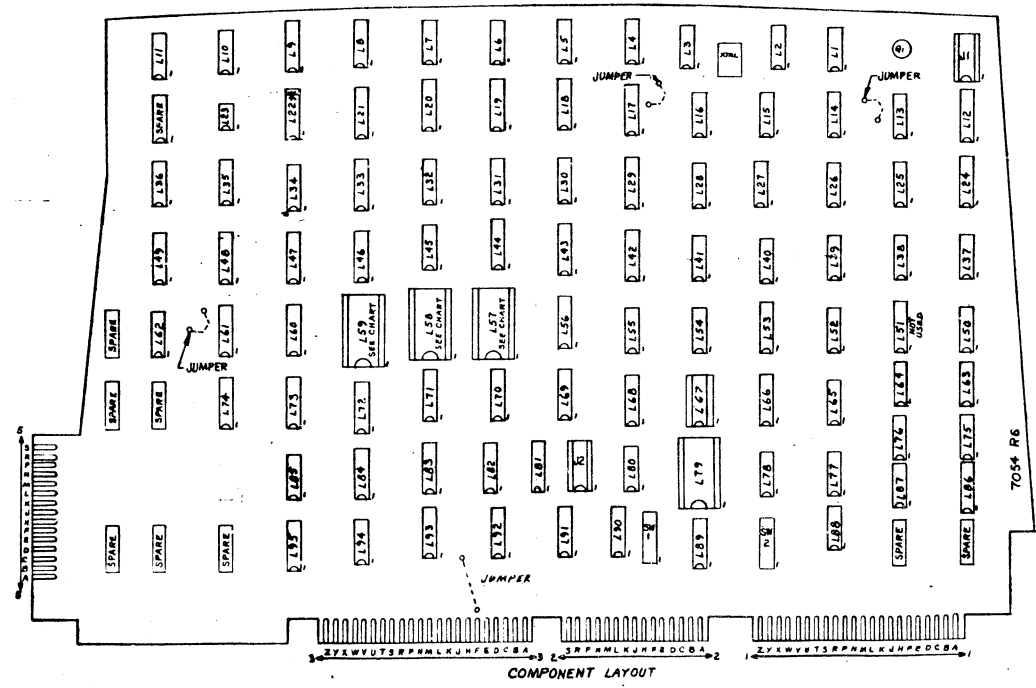 L11 L10 L9 L8 L7 L6 L5 L4 L3 XTAL L2 L1 Q1
JUMPER JUMPER
SPARE L23 L22 L21 L20 L19 L18 L17 L16 L15 L14 L13 L12
L36 L35 L34 L33 L32 L31 L30 L29 L28 L27 L26 L25 L24
L49 L48 L47 L46 L45 L44 L43 L42 L41 L40 L39 L38 L37
SPARE L62 L61 L60 L59 SEE CHART L58 SEE CHART L57 SEE CHART L56 L55 L54 L53 L52 L51 NOT USED L50
JUMPER
SPARE SPARE L74 L73 L72 L71 L70 L69 L68 L67 L66 L65 L64 L63
L76 L75
L85 L84 L83 L82 L81 L80 L79 L78 L77 L87 L86
7054 R6
SPARE SPARE SPARE L95 L94 L93 L92 L91 L90 L89 SW 2 L88 SPARE SPARE
JUMPER
3 Z Y X W V U T S R P N M L K J H F E D C B A 3 2 S R P N M L K J H F E D C B A 2 1 Z Y X W V U T S R P N M L K J H F E D C B A 1
COMPONENT LAYOUT